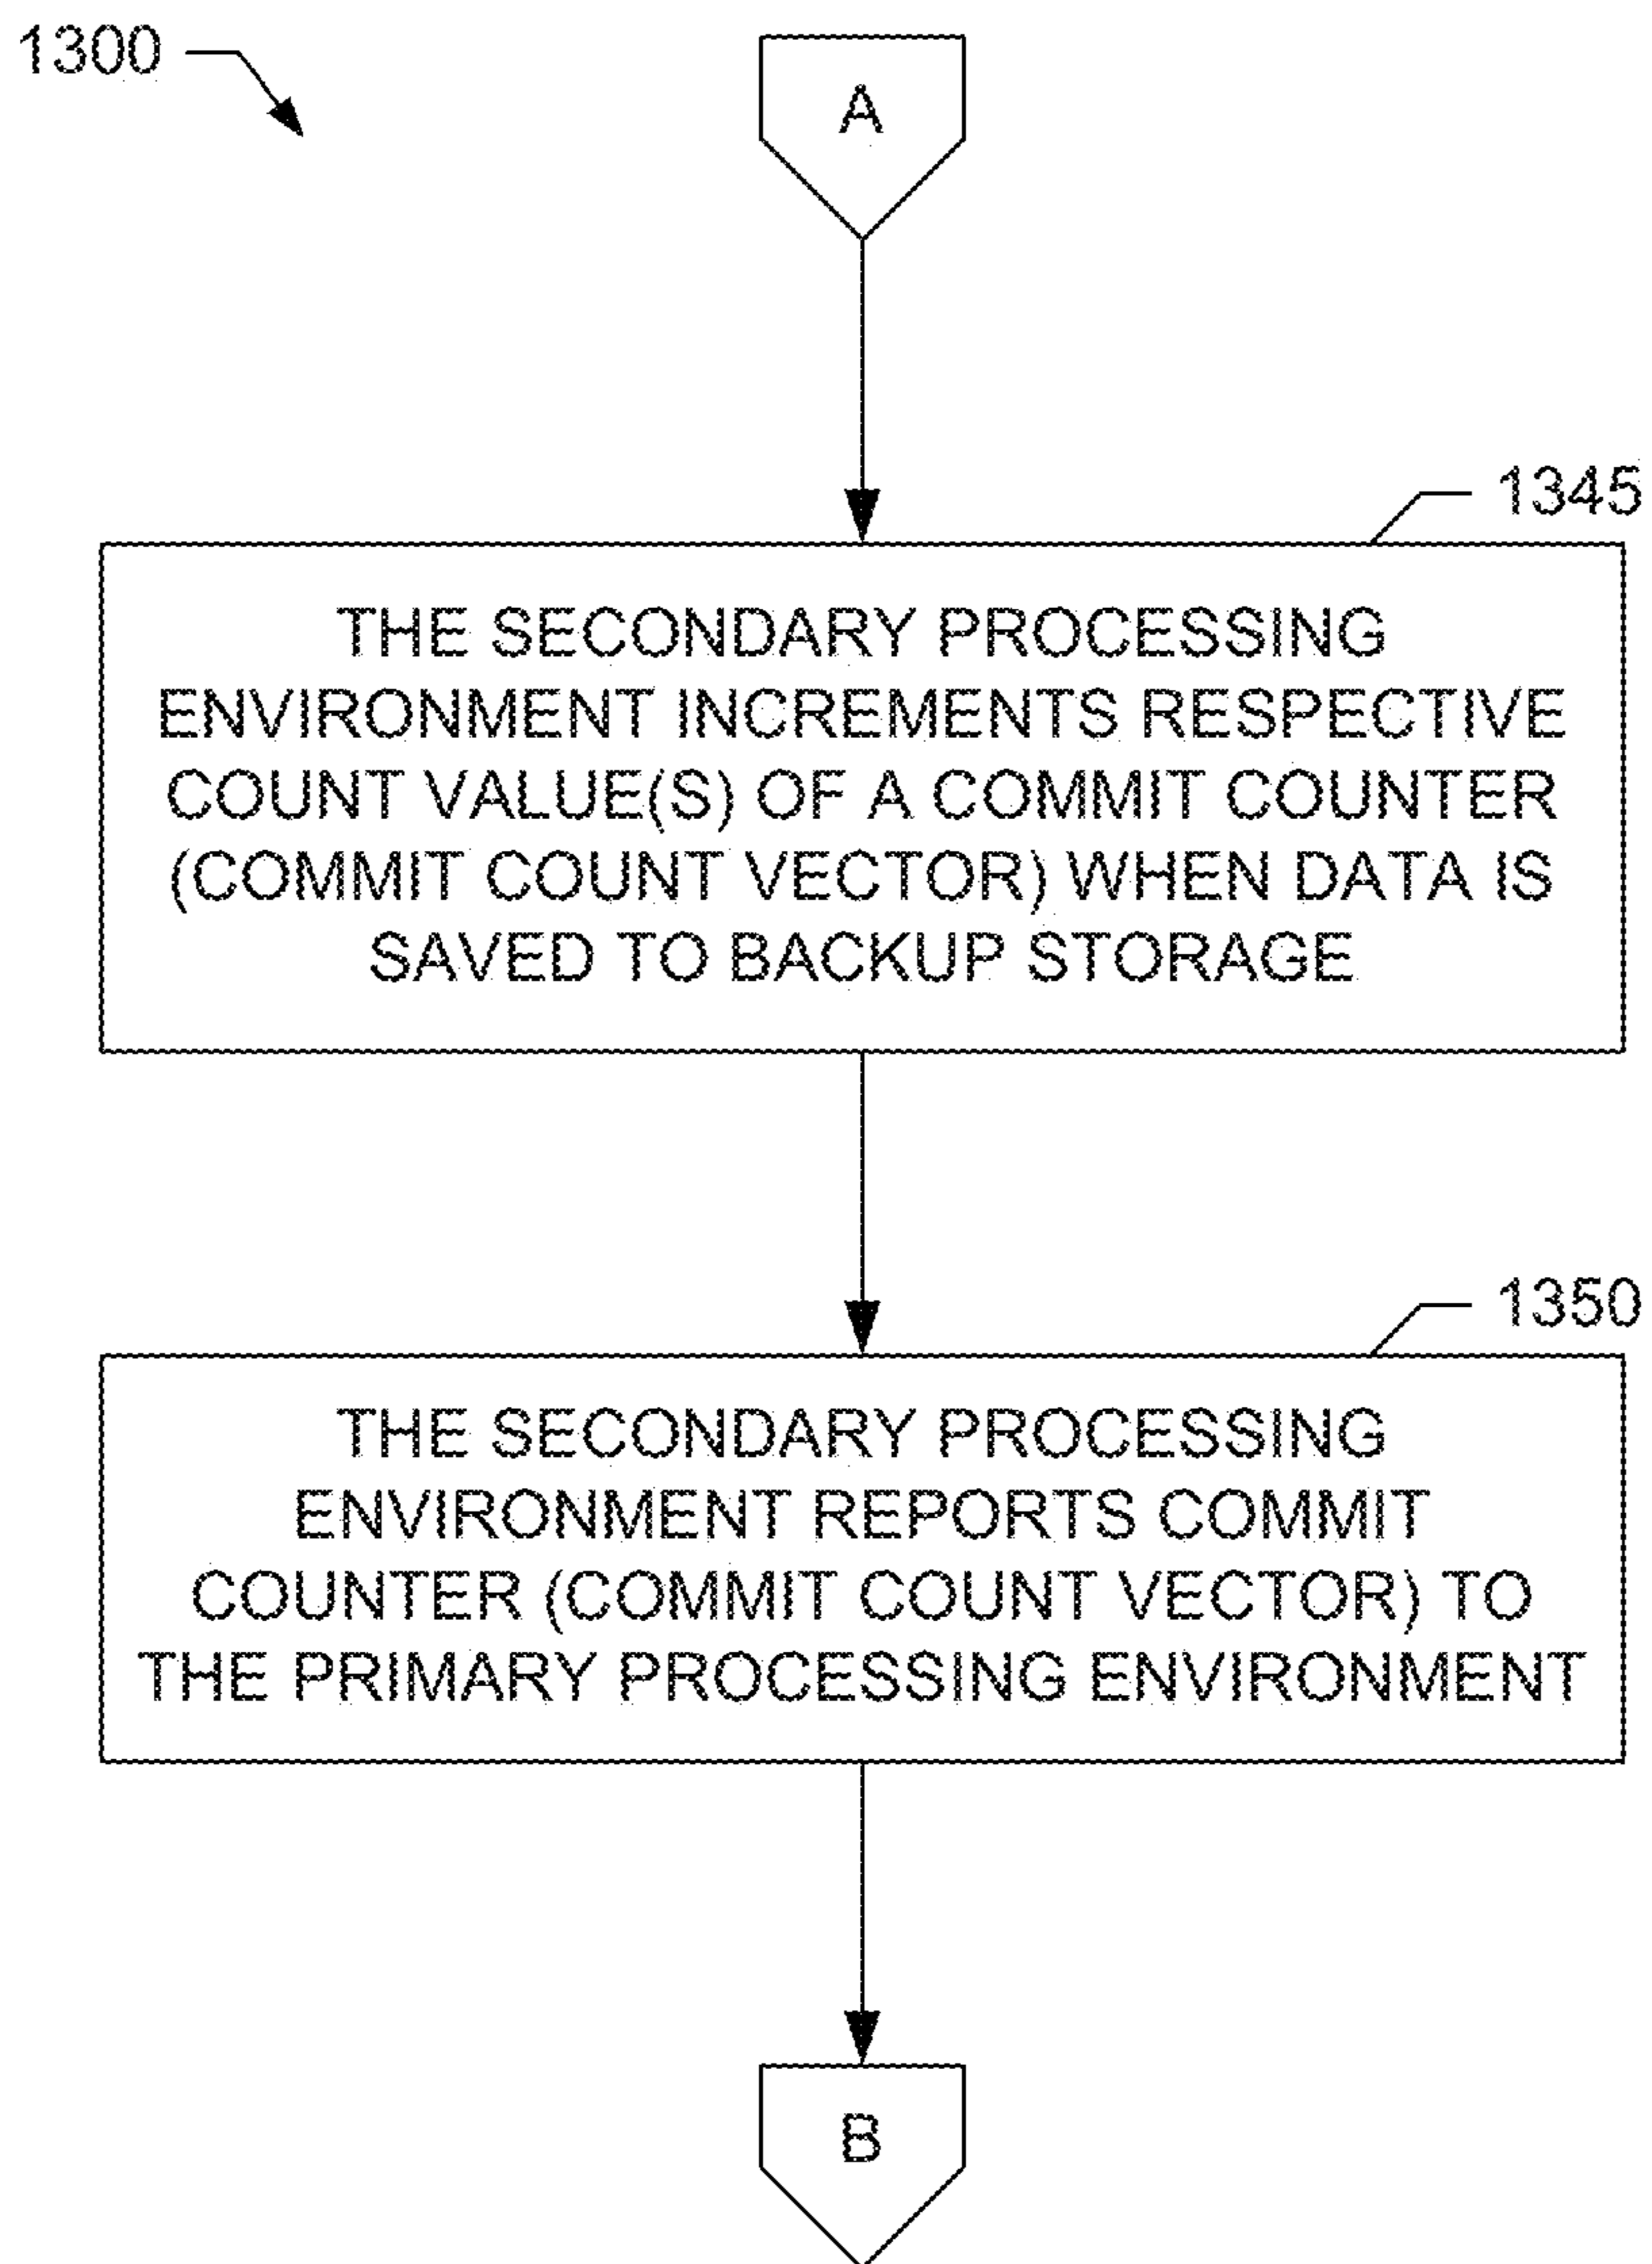 1300
A
1345
THE SECONDARY PROCESSING
ENVIRONMENT INCREMENTS RESPECTIVE
COUNT VALUE(S) OF A COMMIT COUNTER
(COMMIT COUNT VECTOR) WHEN DATA IS
SAVED TO BACKUP STORAGE
1350
THE SECONDARY PROCESSING
ENVIRONMENT REPORTS COMMIT
COUNTER (COMMIT COUNT VECTOR) TO
THE PRIMARY PROCESSING ENVIRONMENT
B